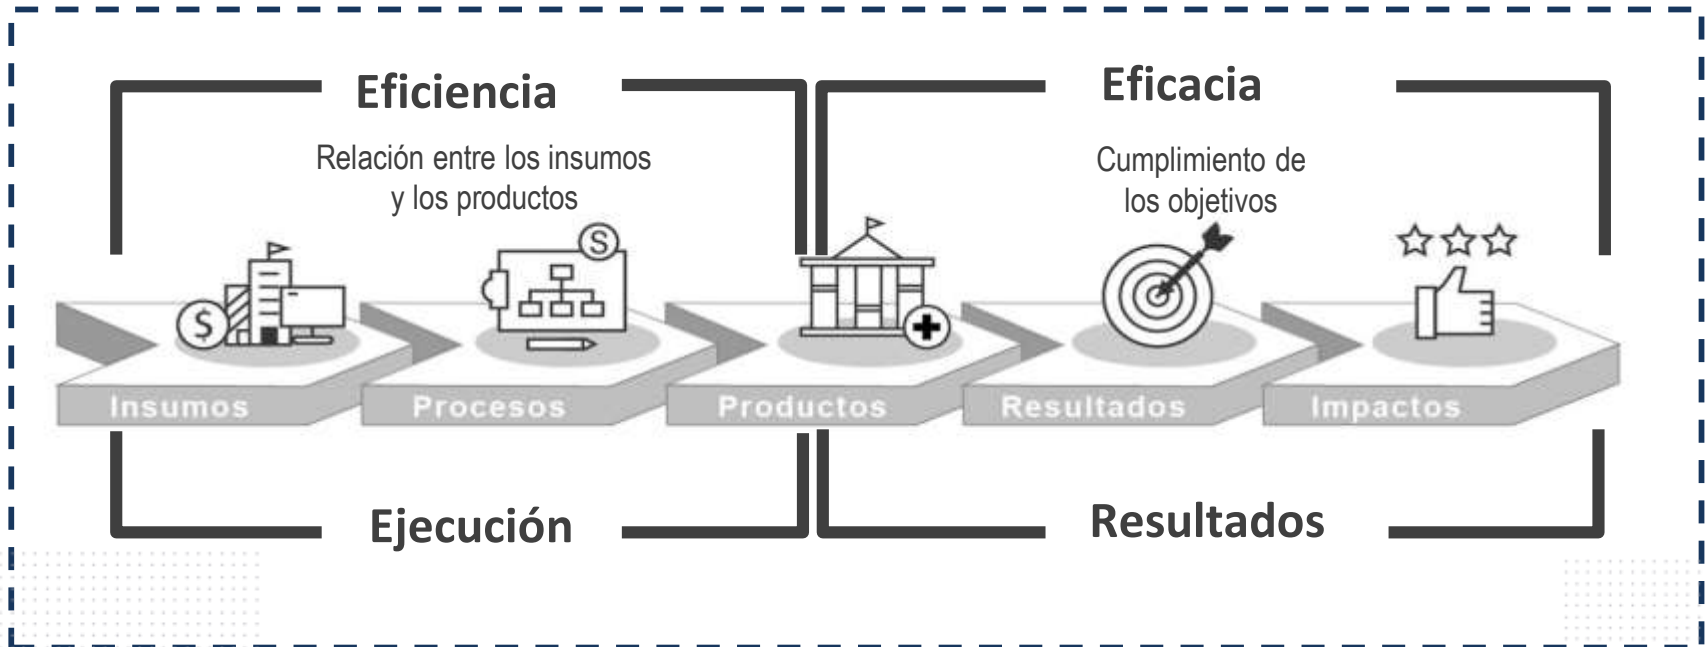 Eficiencia
Relación entre los insumos
y los productos
Eficacia
Cumplimiento de
los objetivos
$
S
Insumos
Procesos
Productos
Resultados
Impactos
Ejecución
Resultados